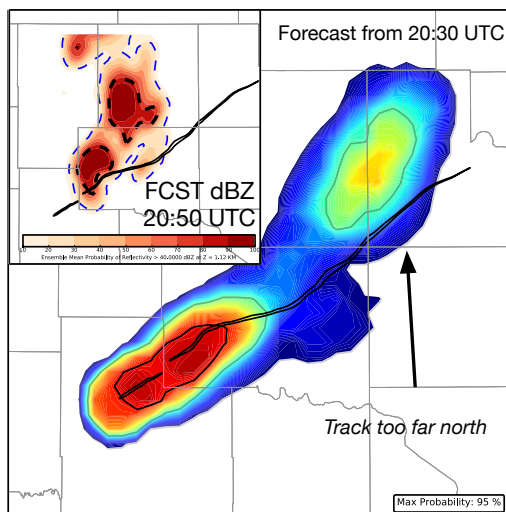 Forecast from 20:30 UTC
FCST dBZ
20:50 UTC
10 20 30 40 50 60 70 80 90 100
Ensemble Mean Probability of Reflectivity > 40.0000 dBZ at Z = 1.12 KM
Track too far north
Max Probability: 95 %